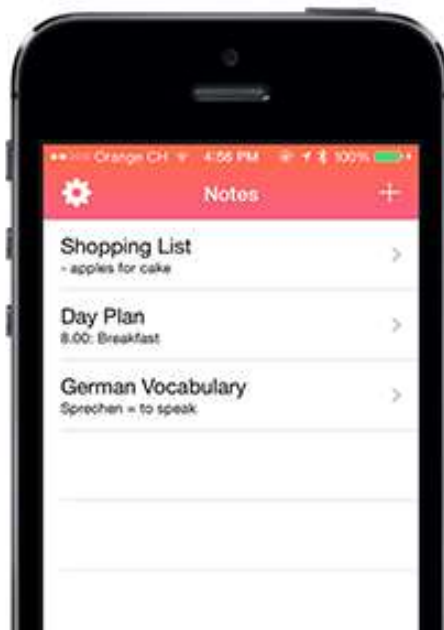 Orange CH 4:56 PM 100%
Notes
Shopping List
- apples for cake
Day Plan
8.00: Breakfast
German Vocabulary
Sprechen = to speak